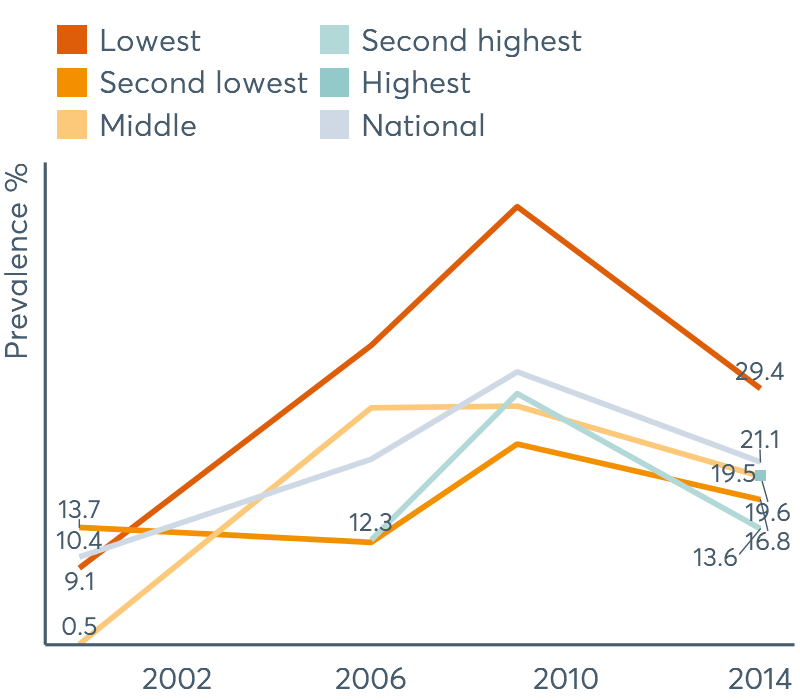 Lowest
Second highest
Second lowest
Highest
Middle
National
Prevalence %
29.4
21.1
19.5
13.7
19.6
12.3
10.4
16.8
13.6
9.1
0.5
2002
2006
2010
2014